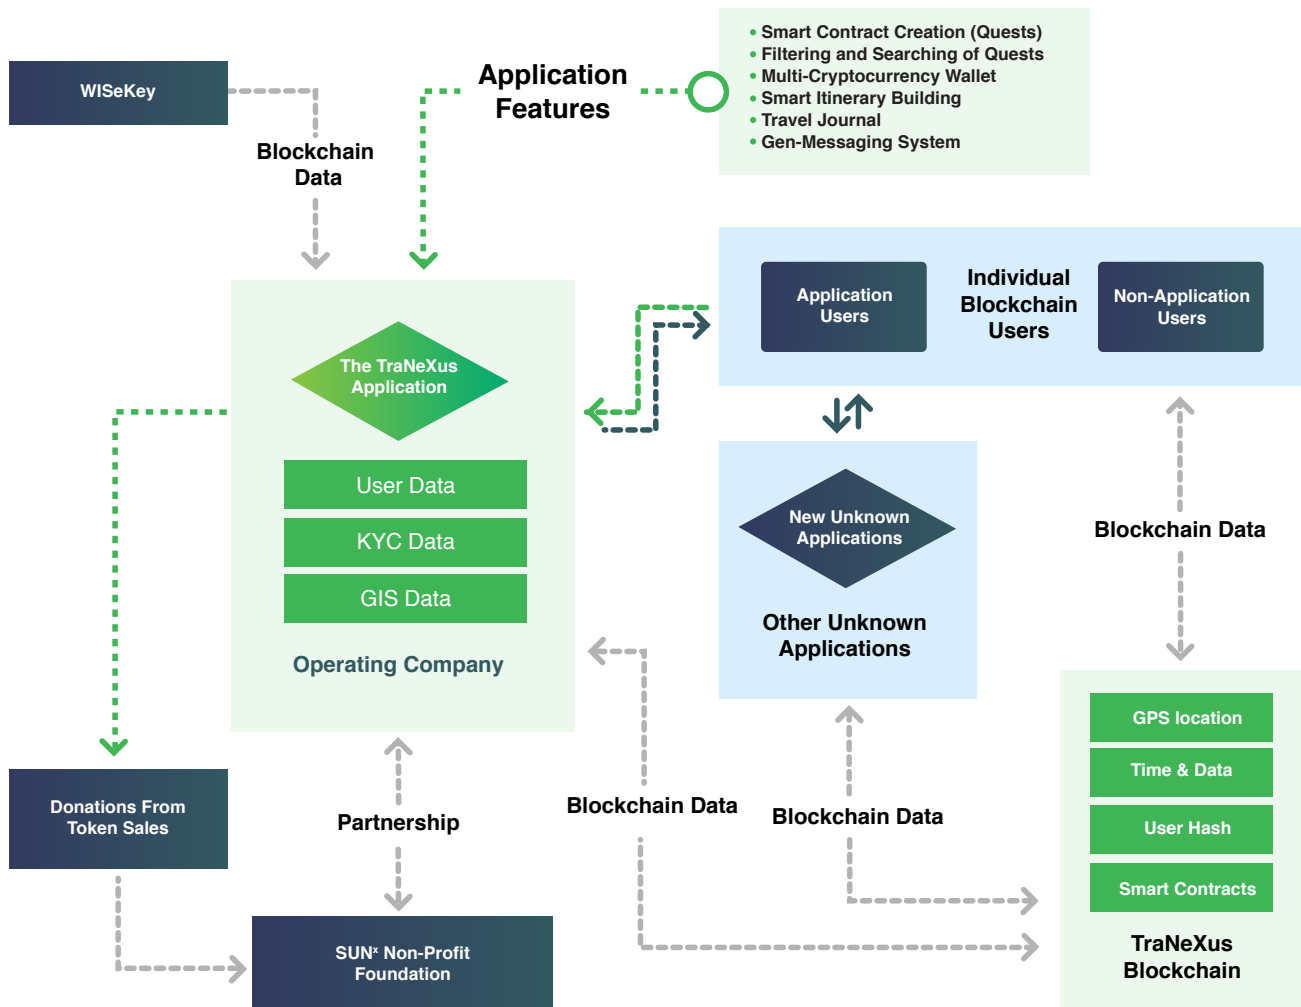 WISeKey
Blockchain
Data
Application
Features
• Smart Contract Creation (Quests)
• Filtering and Searching of Quests
• Multi-Cryptocurrency Wallet
• Smart Itinerary Building
• Travel Journal
• Gen-Messaging System
Application
Users
Individual
Blockchain
Users
Non-Application
Users
The TraNeXus
Application
User Data
KYC Data
GIS Data
Operating Company
New Unknown
Applications
Other Unknown
Applications
Blockchain Data
GPS location
Time & Data
User Hash
Smart Contracts
TraNeXus
Blockchain
Donations From
Token Sales
Partnership
Blockchain Data
Blockchain Data
SUNˣ Non-Profit
Foundation